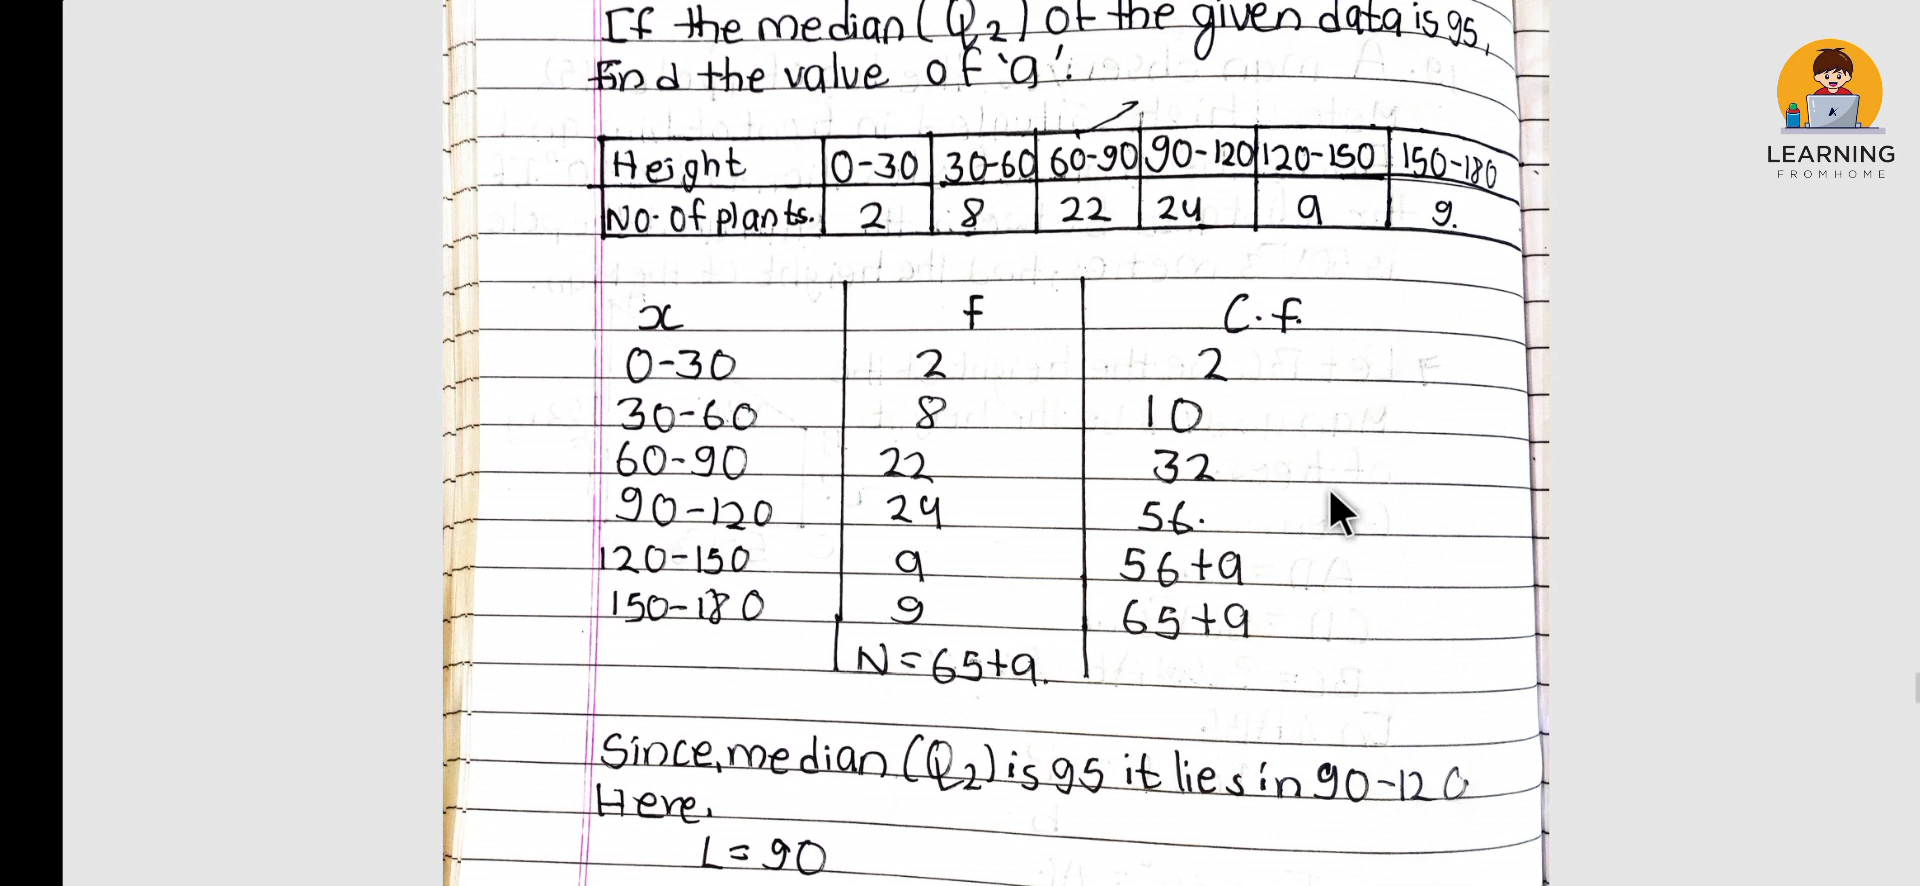 If the median (Q2) of the given data is 95,
find the value of 'a'.
Height 0-30 30-60 60-90 90-120 120-150 150-180
No. of plants. 2 8 22 24 a 9.
x f C.f.
0-30 2 2
30-60 8 10
60-90 22 32
90-120 24 56.
120-150 a 56+a
150-180 9 65+a
N=65+a.
Since, median (Q2) is 95 it lies in 90-120
Here,
L=90
LEARNING
FROMHOME